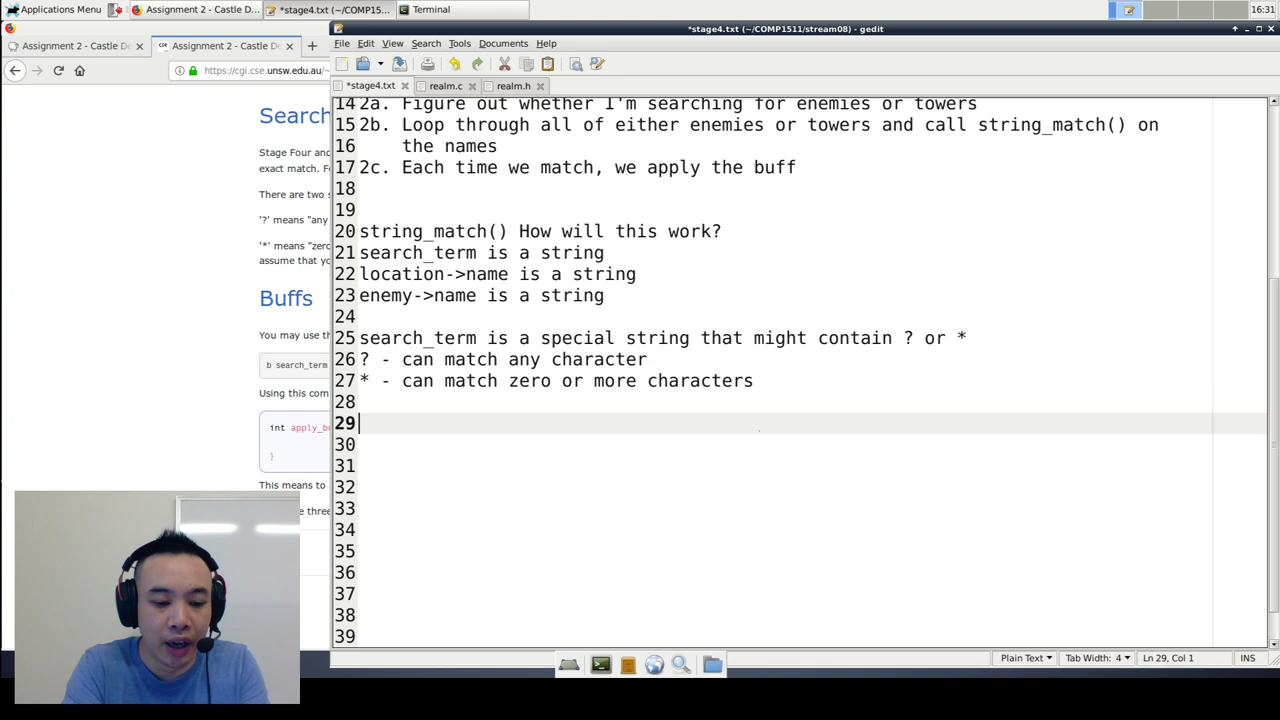 Applications Menu
Assignment 2 - Castle D...
*stage4.txt (~/COMP15...
Terminal
16:31
*stage4.txt (~/COMP1511/stream08) - gedit
Assignment 2 - Castle De
Assignment 2 - Castle De
https://cgi.cse.unsw.edu.au/~
File Edit View Search Tools Documents Help
*stage4.txt
realm.c
realm.h
Search
Stage Four and
exact match. Fo
There are two s
'?' means "any
'*' means "zero
assume that yo
Buffs
You may use th
b search_term
Using this com
int apply_bu
}
This means to
e three
14 2a. Figure out whether I'm searching for enemies or towers
15 2b. Loop through all of either enemies or towers and call string_match() on
16 the names
17 2c. Each time we match, we apply the buff
18
19
20 string_match() How will this work?
21 search_term is a string
22 location->name is a string
23 enemy->name is a string
24
25 search_term is a special string that might contain ? or *
26 ? - can match any character
27 * - can match zero or more characters
28
29
30
31
32
33
34
35
36
37
38
39
Plain Text
Tab Width: 4
Ln 29, Col 1
INS